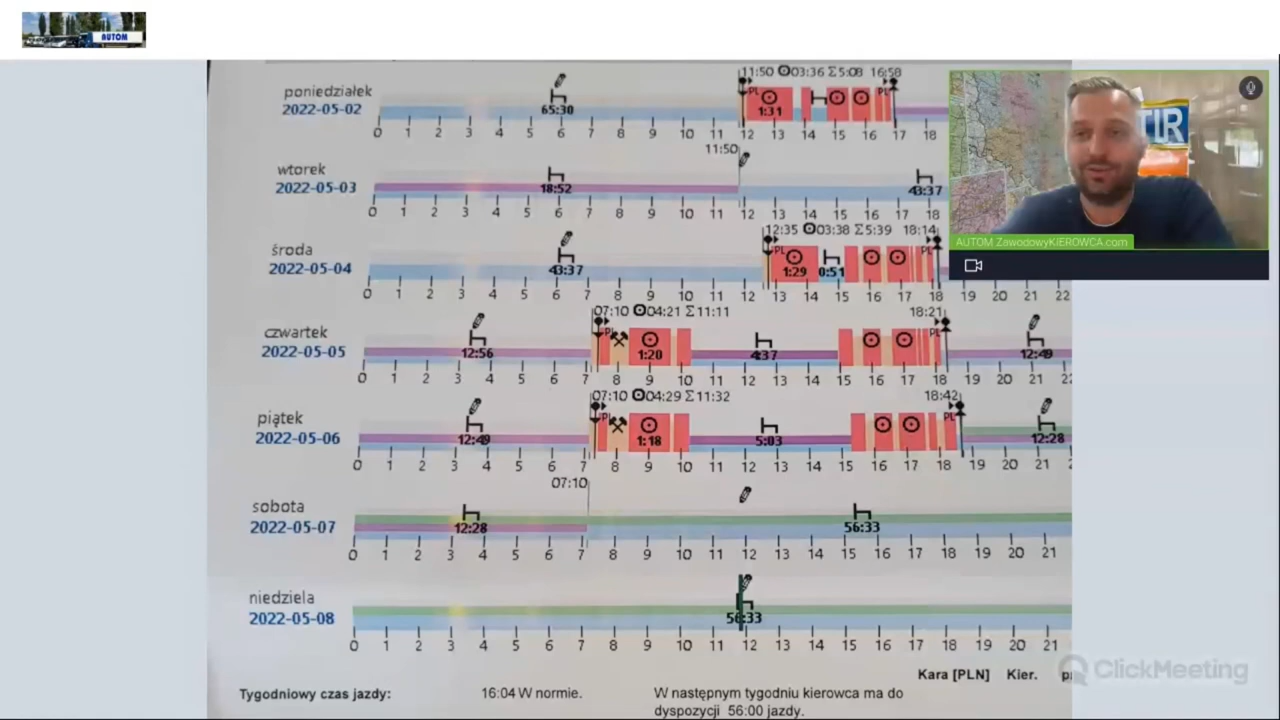 AUTOM
poniedziałek
2022-05-02
11:50 03:36 Σ5:08 16:58
PL PL
65:30 1:31
0 1 2 3 4 5 6 7 8 9 10 11 12 13 14 15 16 17 18
wtorek
2022-05-03
11:50
18:52 43:37
0 1 2 3 4 5 6 7 8 9 10 11 12 13 14 15 16 17 18
środa
2022-05-04
12:35 03:38 Σ5:39 18:14
PL PL
43:37 1:29 0:51
0 1 2 3 4 5 6 7 8 9 10 11 12 13 14 15 16 17 18 19 20 21 22
czwartek
2022-05-05
07:10 04:21 Σ11:11 18:21
PL PL
12:56 1:20 4:37 12:49
0 1 2 3 4 5 6 7 8 9 10 11 12 13 14 15 16 17 18 19 20 21 22
piątek
2022-05-06
07:10 04:29 Σ11:32 18:42
PL PL
12:49 1:18 5:03 12:28
0 1 2 3 4 5 6 7 8 9 10 11 12 13 14 15 16 17 18 19 20 21
sobota
2022-05-07
07:10
12:28 56:33
0 1 2 3 4 5 6 7 8 9 10 11 12 13 14 15 16 17 18 19 20 21
niedziela
2022-05-08
56:33
0 1 2 3 4 5 6 7 8 9 10 11 12 13 14 15 16 17 18 19 20 21
Kara [PLN] Kier.
Tygodniowy czas jazdy: 16:04 W normie. W następnym tygodniu kierowca ma do
dyspozycji 56:00 jazdy.
TIR
AUTOM ZawodowyKIEROWCA.com
ClickMeeting